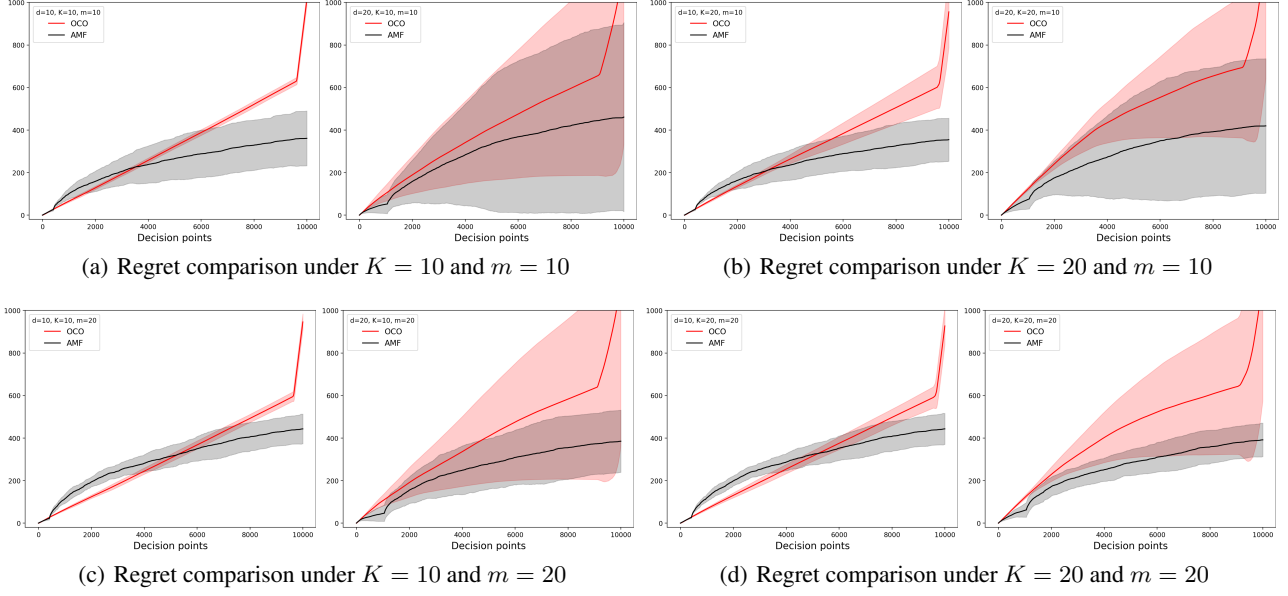 d=10, K=10, m=10
OCO
AMF
1000
800
600
400
200
0
0 2000 4000 6000 8000 10000
Decision points
d=20, K=10, m=10
OCO
AMF
1000
800
600
400
200
0
0 2000 4000 6000 8000 10000
Decision points
(a) Regret comparison under K = 10 and m = 10
d=10, K=20, m=10
OCO
AMF
1000
800
600
400
200
0
0 2000 4000 6000 8000 10000
Decision points
d=20, K=20, m=10
OCO
AMF
1000
800
600
400
200
0
0 2000 4000 6000 8000 10000
Decision points
(b) Regret comparison under K = 20 and m = 10
d=10, K=10, m=20
OCO
AMF
1000
800
600
400
200
0
0 2000 4000 6000 8000 10000
Decision points
d=20, K=10, m=20
OCO
AMF
1000
800
600
400
200
0
0 2000 4000 6000 8000 10000
Decision points
(c) Regret comparison under K = 10 and m = 20
d=10, K=20, m=20
OCO
AMF
1000
800
600
400
200
0
0 2000 4000 6000 8000 10000
Decision points
d=20, K=20, m=20
OCO
AMF
1000
800
600
400
200
0
0 2000 4000 6000 8000 10000
Decision points
(d) Regret comparison under K = 20 and m = 20